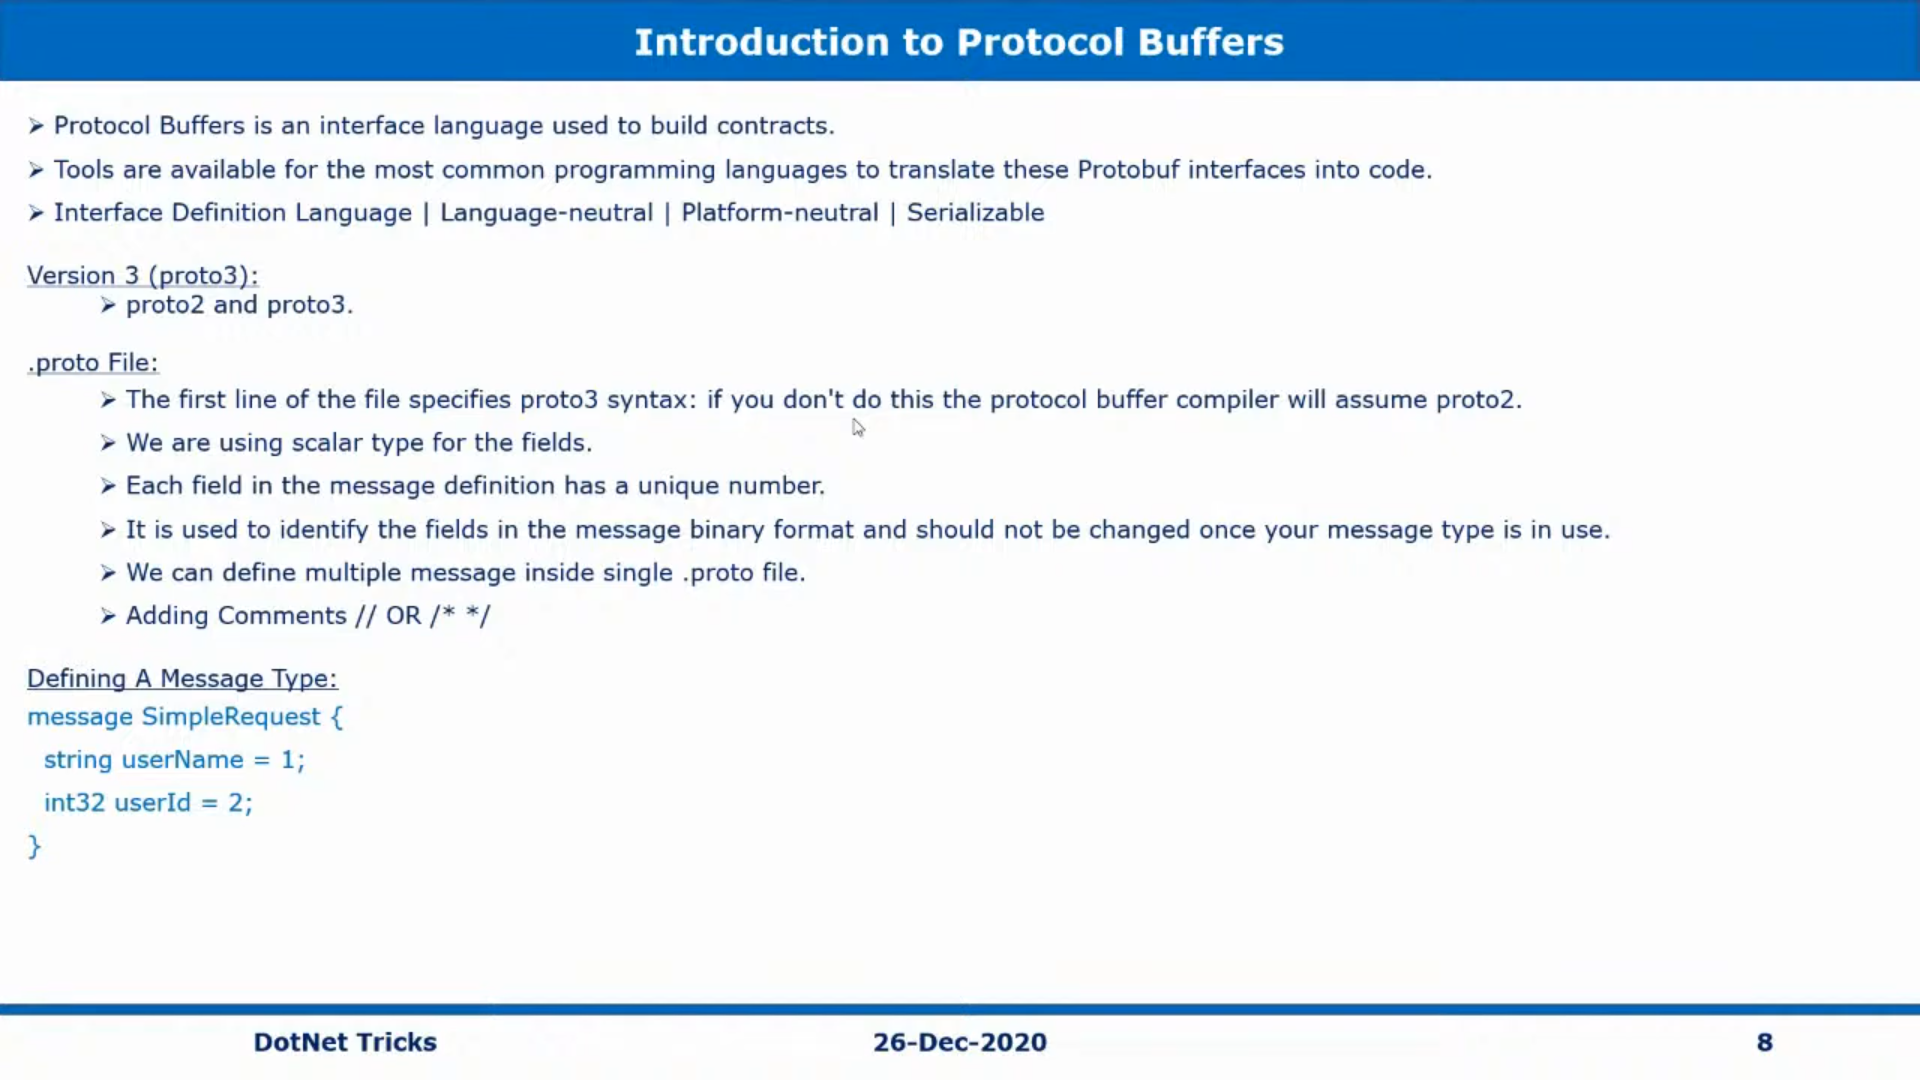 Introduction to Protocol Buffers
➢ Protocol Buffers is an interface language used to build contracts.
➢ Tools are available for the most common programming languages to translate these Protobuf interfaces into code.
➢ Interface Definition Language | Language-neutral | Platform-neutral | Serializable
Version 3 (proto3):
➢ proto2 and proto3.
.proto File:
➢ The first line of the file specifies proto3 syntax: if you don't do this the protocol buffer compiler will assume proto2.
➢ We are using scalar type for the fields.
➢ Each field in the message definition has a unique number.
➢ It is used to identify the fields in the message binary format and should not be changed once your message type is in use.
➢ We can define multiple message inside single .proto file.
➢ Adding Comments // OR /* */
Defining A Message Type:
message SimpleRequest {
string userName = 1;
int32 userId = 2;
}
DotNet Tricks 26-Dec-2020 8